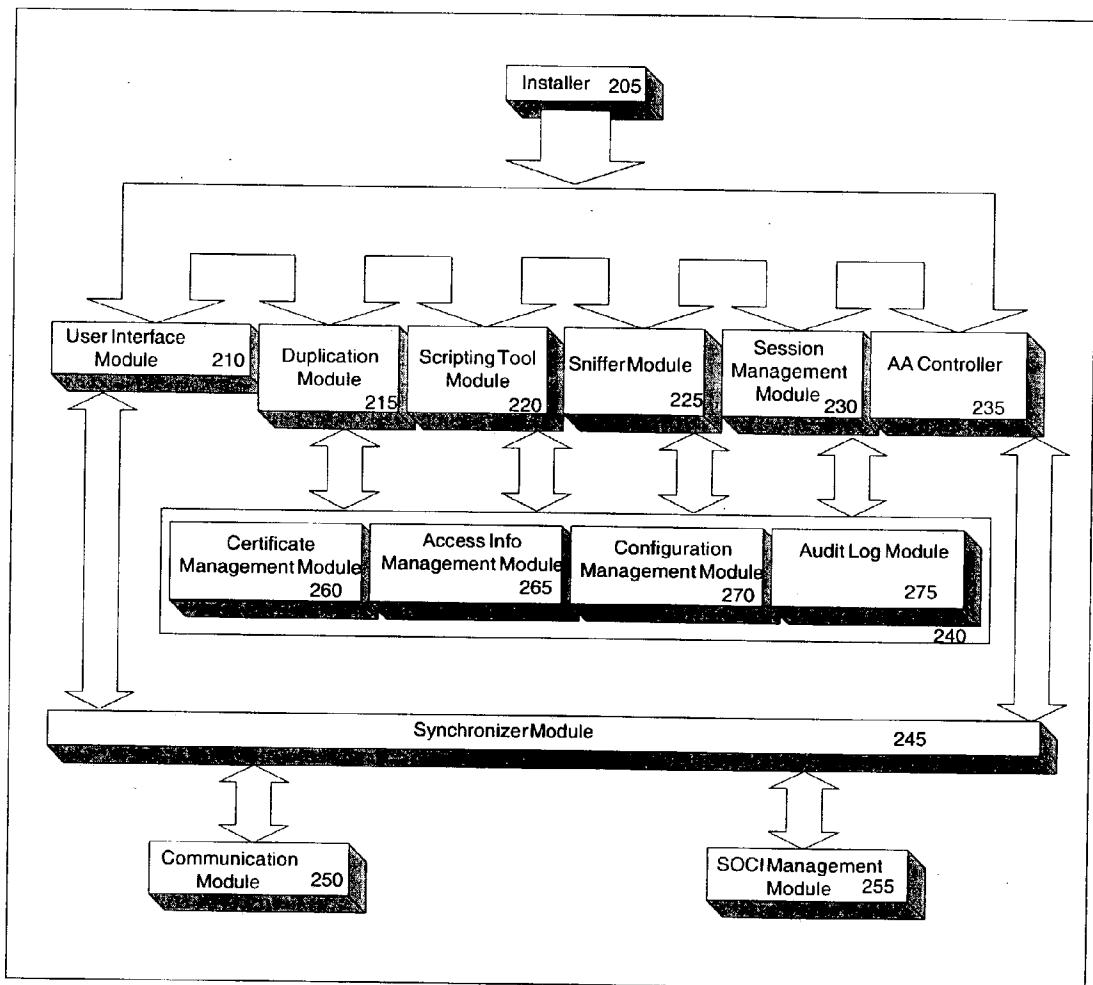 Installer 205
User Interface
Module 210
Duplication
Module
215
Scripting Tool
Module
220
Sniffer Module
225
Session
Management
Module
230
AA Controller
235
Certificate
Management Module
260
Access Info
Management Module
265
Configuration
Management Module
270
Audit Log Module
275
240
Synchronizer Module 245
Communication
Module 250
SOCI Management
Module 255